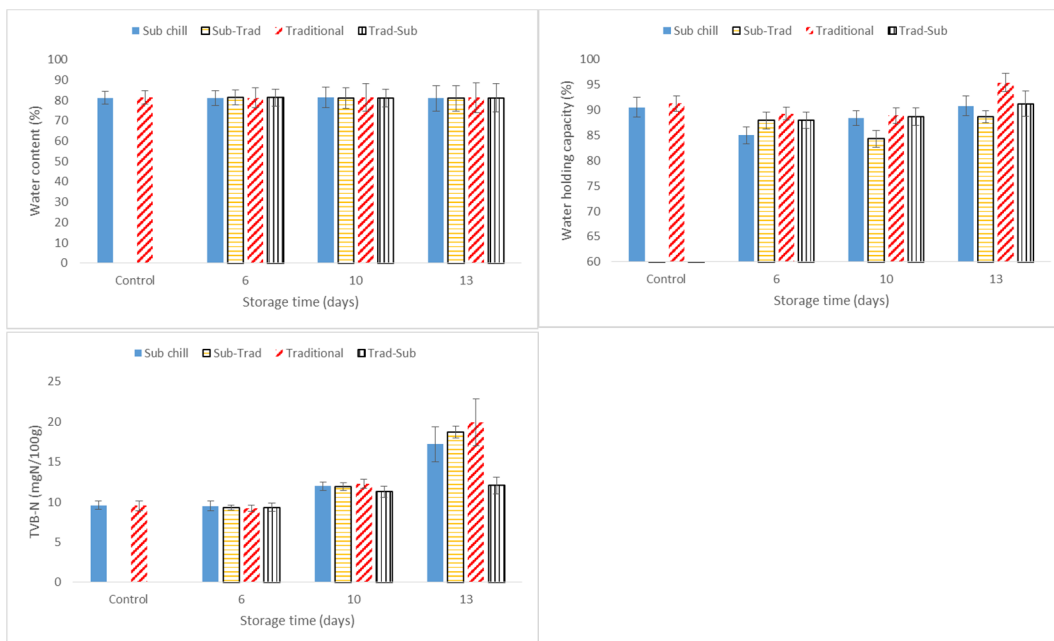 Sub chill Sub-Trad Traditional Trad-Sub
100
90
80
70
60
50
40
30
20
10
0
Water content (%)
Control 6 10 13
Storage time (days)
Sub chill Sub-Trad Traditional Trad-Sub
100
95
90
85
80
75
70
65
60
Water holding capacity (%)
Control 6 10 13
Storage time (days)
Sub chill Sub-Trad Traditional Trad-Sub
25
20
15
10
5
0
TVB-N (mgN/100g)
Control 6 10 13
Storage time (days)